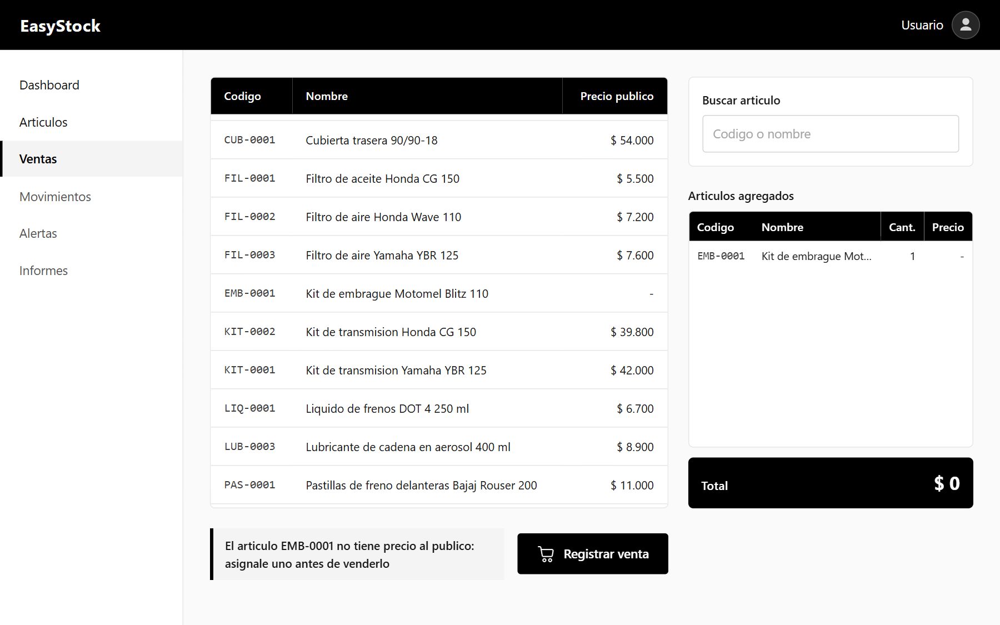 EasyStock
Usuario
Dashboard
Articulos
Ventas
Movimientos
Alertas
Informes
Codigo Nombre Precio publico
CUB-0001 Cubierta trasera 90/90-18 $ 54.000
FIL-0001 Filtro de aceite Honda CG 150 $ 5.500
FIL-0002 Filtro de aire Honda Wave 110 $ 7.200
FIL-0003 Filtro de aire Yamaha YBR 125 $ 7.600
EMB-0001 Kit de embrague Motomel Blitz 110 -
KIT-0002 Kit de transmision Honda CG 150 $ 39.800
KIT-0001 Kit de transmision Yamaha YBR 125 $ 42.000
LIQ-0001 Liquido de frenos DOT 4 250 ml $ 6.700
LUB-0003 Lubricante de cadena en aerosol 400 ml $ 8.900
PAS-0001 Pastillas de freno delanteras Bajaj Rouser 200 $ 11.000
El articulo EMB-0001 no tiene precio al publico:
asignale uno antes de venderlo
Registrar venta
Buscar articulo
Codigo o nombre
Articulos agregados
Codigo Nombre Cant. Precio
EMB-0001 Kit de embrague Mot... 1 -
Total $ 0